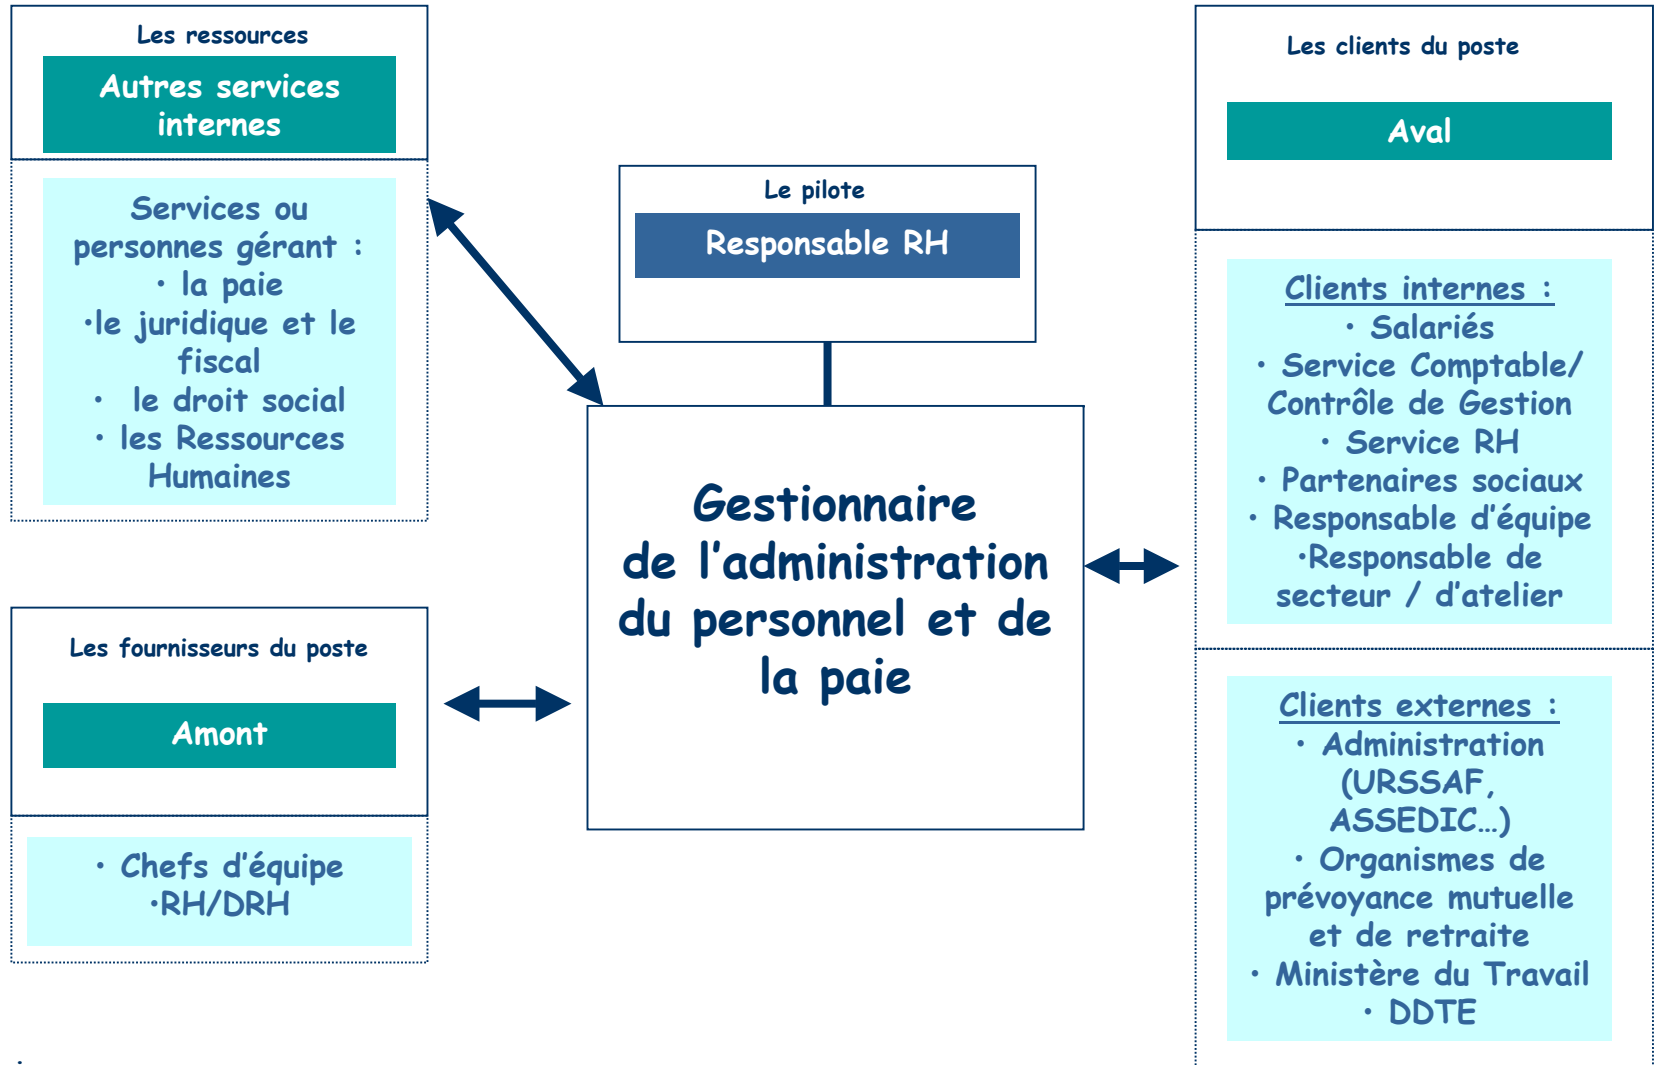 Les ressources
Autres services
internes
Services ou
personnes gérant :
• la paie
•le juridique et le
fiscal
• le droit social
• les Ressources
Humaines
Les fournisseurs du poste
Amont
• Chefs d’équipe
•RH/DRH
Le pilote
Responsable RH
Gestionnaire
de l’administration
du personnel et de
la paie
Les clients du poste
Aval
Clients internes :
• Salariés
• Service Comptable/
Contrôle de Gestion
• Service RH
• Partenaires sociaux
• Responsable d’équipe
•Responsable de
secteur / d’atelier
Clients externes :
• Administration
(URSSAF,
ASSEDIC…)
• Organismes de
prévoyance mutuelle
et de retraite
• Ministère du Travail
• DDTE
.